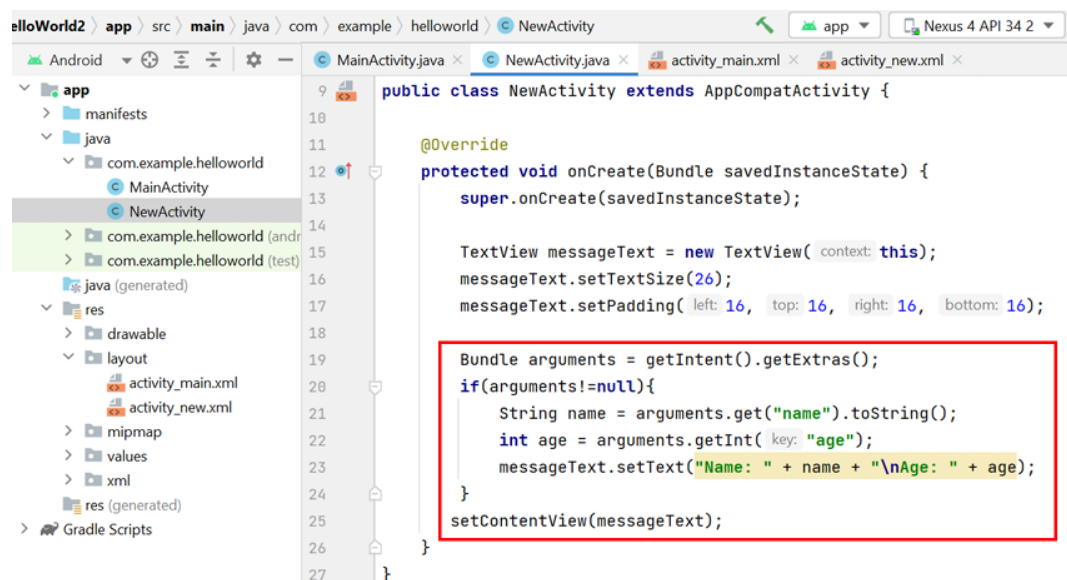 elloWorld2 app src main java com example helloworld NewActivity app Nexus 4 API 34 2
Android
MainActivity.java NewActivity.java activity_main.xml activity_new.xml
app
manifests
java
com.example.helloworld
MainActivity
NewActivity
com.example.helloworld (andr
com.example.helloworld (test)
java (generated)
res
drawable
layout
activity_main.xml
activity_new.xml
mipmap
values
xml
res (generated)
Gradle Scripts
9 public class NewActivity extends AppCompatActivity {
10
11 @Override
12 protected void onCreate(Bundle savedInstanceState) {
13 super.onCreate(savedInstanceState);
14
15 TextView messageText = new TextView( context: this);
16 messageText.setTextSize(26);
17 messageText.setPadding( left: 16, top: 16, right: 16, bottom: 16);
18
19 Bundle arguments = getIntent().getExtras();
20 if(arguments!=null){
21 String name = arguments.get("name").toString();
22 int age = arguments.getInt( key: "age");
23 messageText.setText("Name: " + name + "\nAge: " + age);
24 }
25 setContentView(messageText);
26 }
27 }